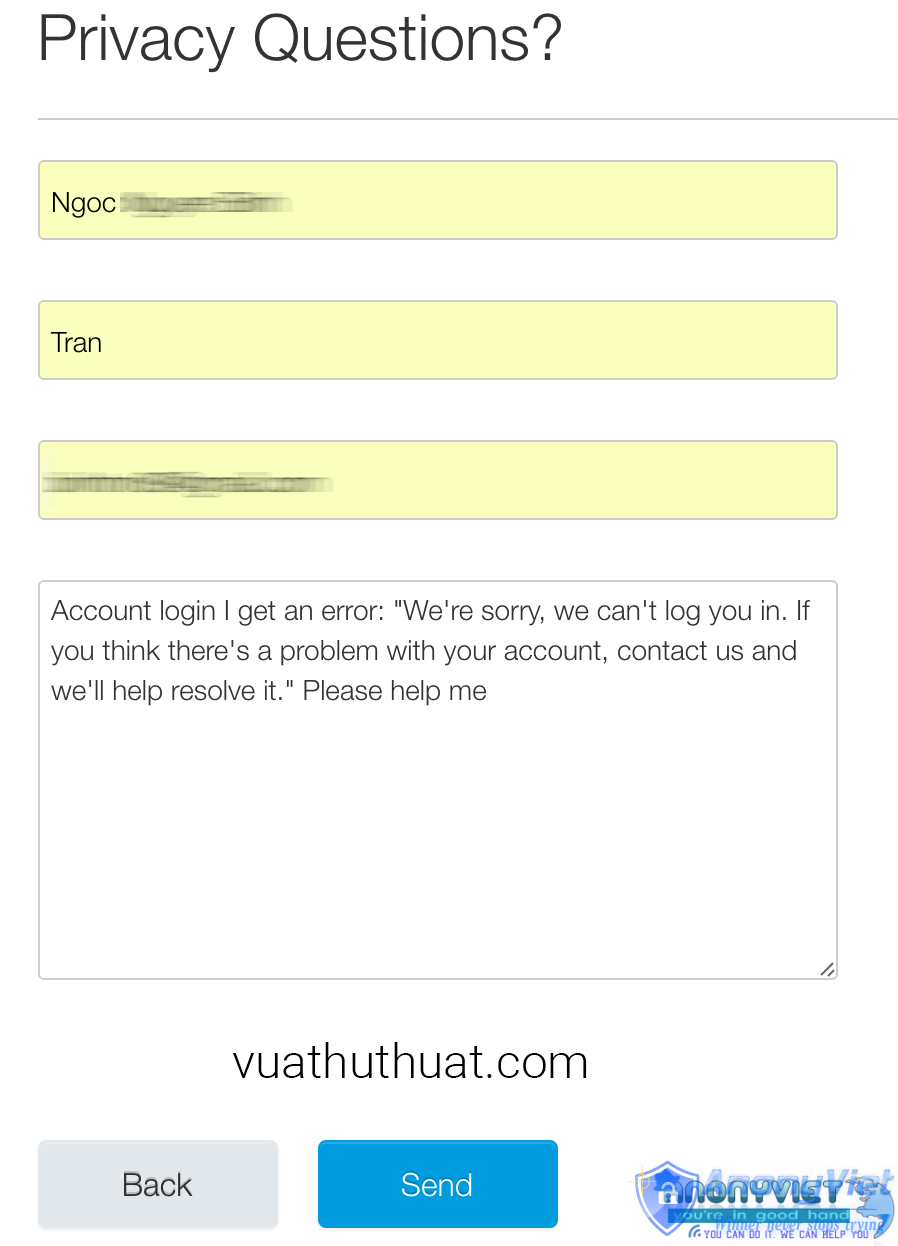 Privacy Questions?
Ngoc
Tran
Account login I get an error: "We're sorry, we can't log you in. If
you think there's a problem with your account, contact us and
we'll help resolve it." Please help me
vuathuthuat.com
Back
Send
AnonyViet
ANONYVIET
you're in good hand
Winner never stops trying
YOU CAN DO IT. WE CAN HELP YOU